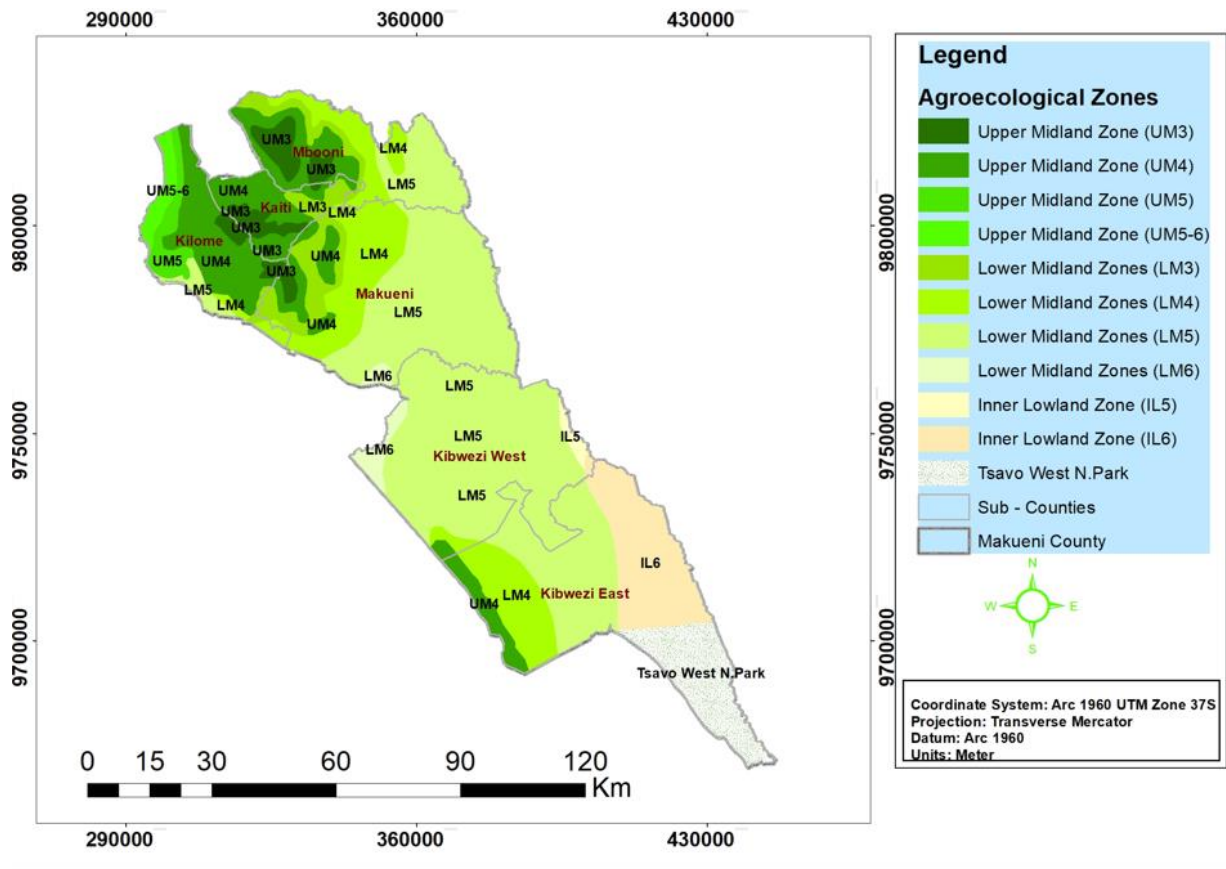 290000 360000 430000
9800000
9750000
9700000
9800000
9750000
9700000
UM3
Mbooni
LM4
UM3
LM5
UM5-6
UM4
UM3
Kaiti
LM3
LM4
UM3
Kilome
UM3
UM4
LM4
UM5
UM4
UM3
LM5
Makueni
LM4
LM5
UM4
LM6
LM5
IL5
LM5
LM6
Kibwezi West
LM5
IL6
LM4
Kibwezi East
UM4
Tsavo West N.Park
0 15 30 60 90 120
Km
290000 360000 430000
Legend
Agroecological Zones
Upper Midland Zone (UM3)
Upper Midland Zone (UM4)
Upper Midland Zone (UM5)
Upper Midland Zone (UM5-6)
Lower Midland Zones (LM3)
Lower Midland Zones (LM4)
Lower Midland Zones (LM5)
Lower Midland Zones (LM6)
Inner Lowland Zone (IL5)
Inner Lowland Zone (IL6)
Tsavo West N.Park
Sub - Counties
Makueni County
N
W E
S
Coordinate System: Arc 1960 UTM Zone 37S
Projection: Transverse Mercator
Datum: Arc 1960
Units: Meter